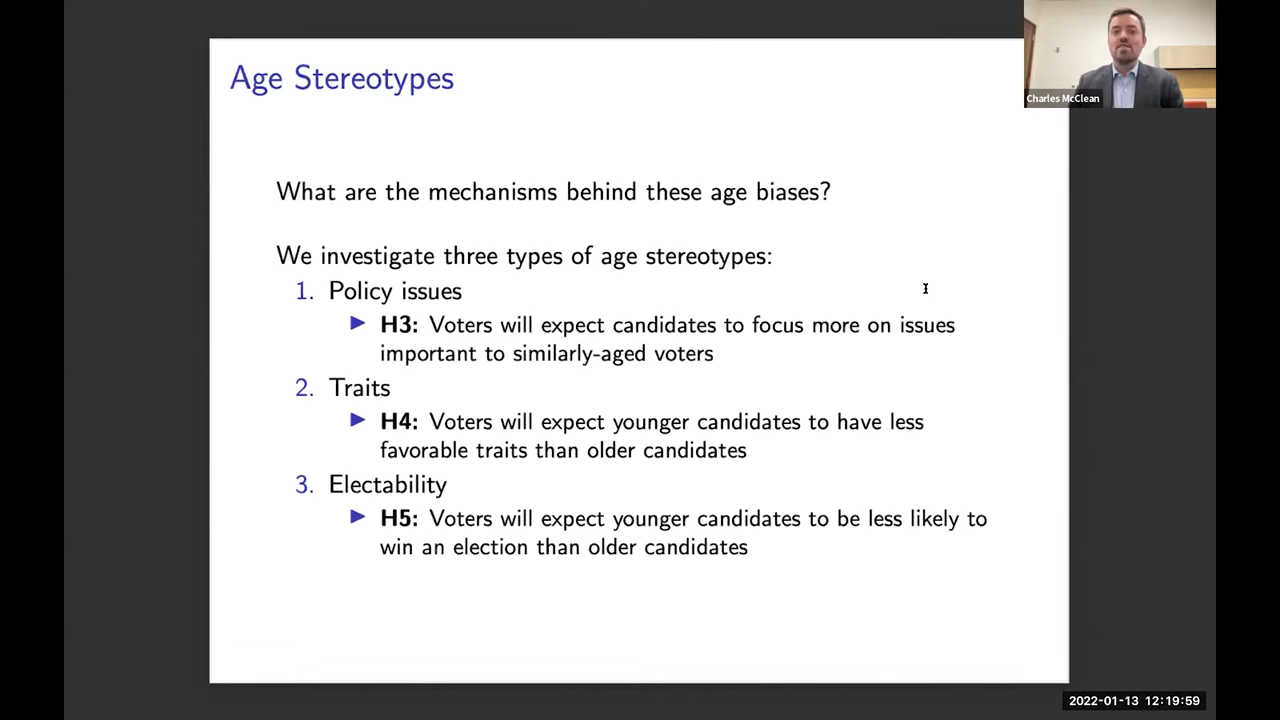 Age Stereotypes
Charles McClean
What are the mechanisms behind these age biases?
We investigate three types of age stereotypes:
1. Policy issues
▶ H3: Voters will expect candidates to focus more on issues
important to similarly-aged voters
2. Traits
▶ H4: Voters will expect younger candidates to have less
favorable traits than older candidates
3. Electability
▶ H5: Voters will expect younger candidates to be less likely to
win an election than older candidates
2022-01-13 12:19:59